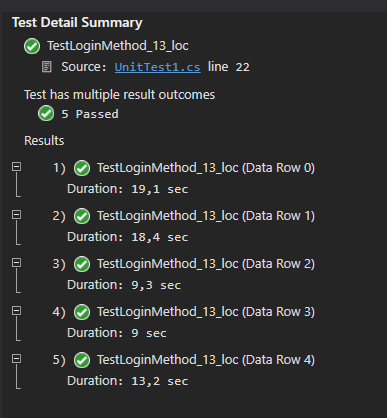 Test Detail Summary
TestLoginMethod_13_loc
Source: UnitTest1.cs line 22
Test has multiple result outcomes
5 Passed
Results
1) TestLoginMethod_13_loc (Data Row 0)
Duration: 19,1 sec
2) TestLoginMethod_13_loc (Data Row 1)
Duration: 18,4 sec
3) TestLoginMethod_13_loc (Data Row 2)
Duration: 9,3 sec
4) TestLoginMethod_13_loc (Data Row 3)
Duration: 9 sec
5) TestLoginMethod_13_loc (Data Row 4)
Duration: 13,2 sec